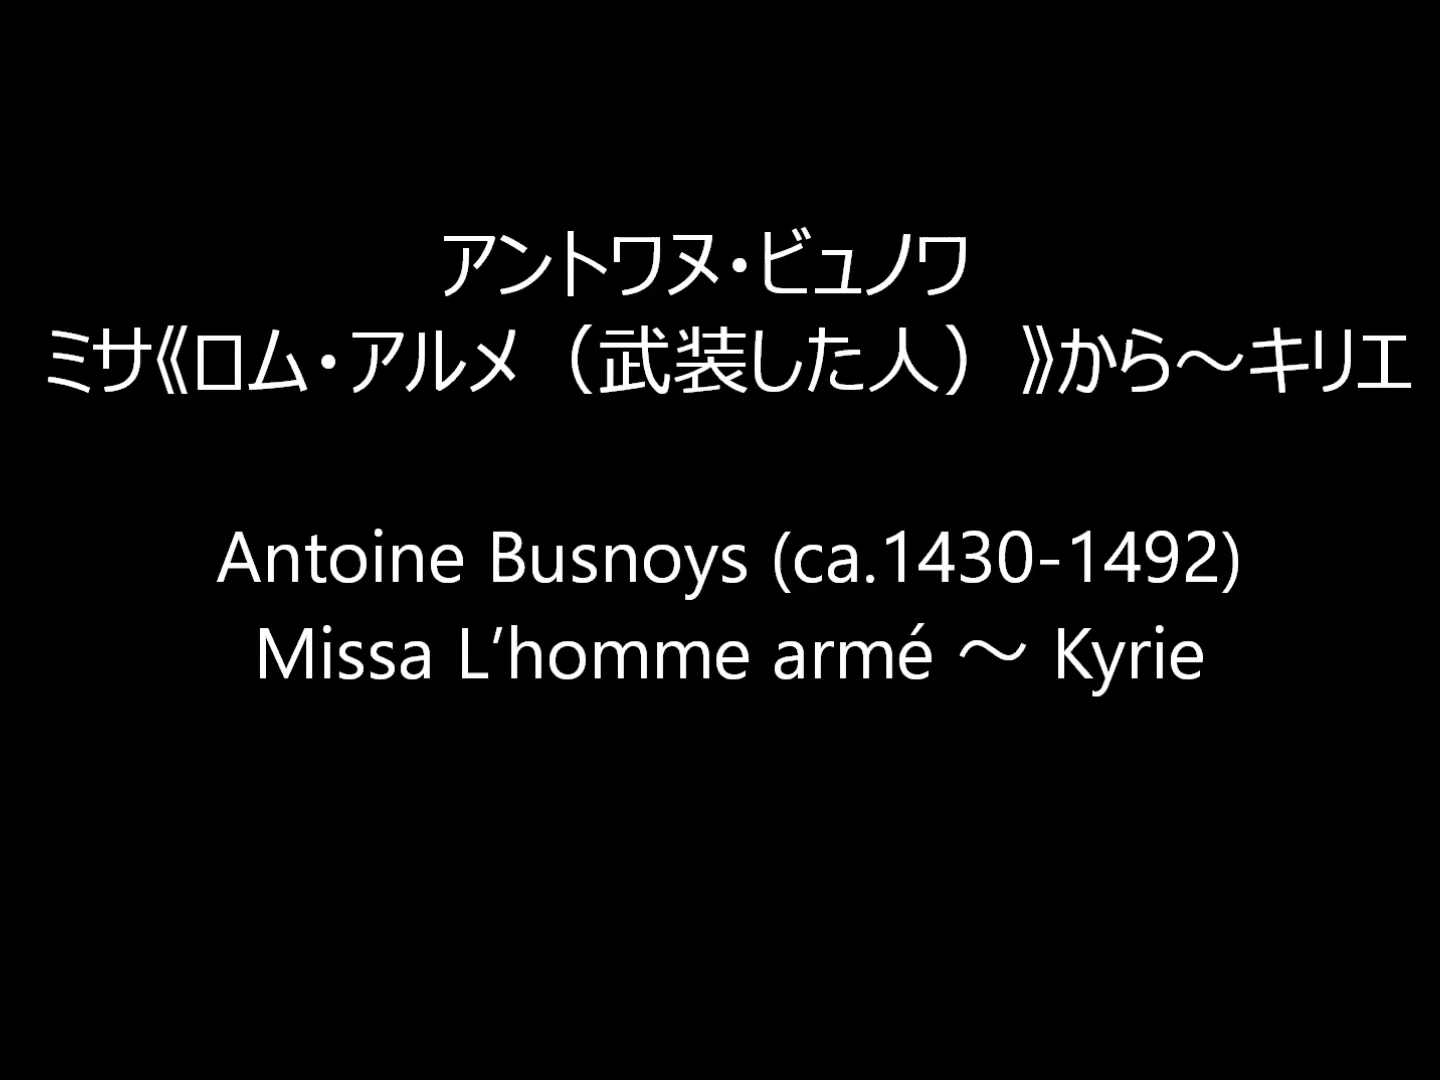 アントワヌ・ビュノワ
ミサ《ロム・アルメ（武装した人）》から～キリエ
Antoine Busnoys (ca.1430-1492)
Missa L’homme armé ～ Kyrie